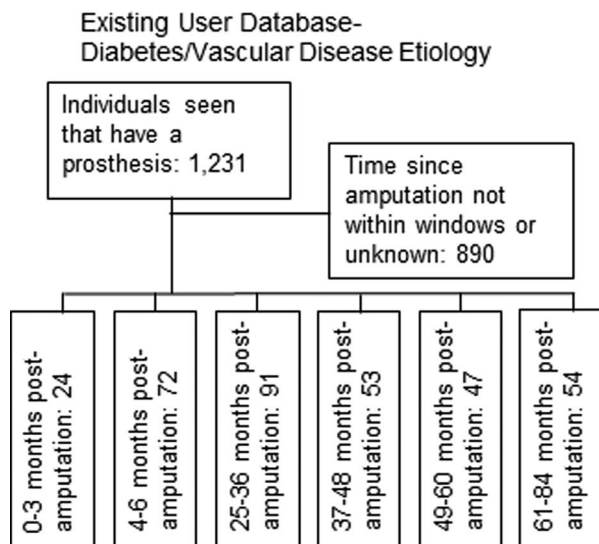 Existing User Database-
Diabetes/Vascular Disease Etiology
Individuals seen
that have a
prosthesis: 1,231
Time since
amputation not
within windows or
unknown: 890
0-3 months post-
amputation: 24
4-6 months post-
amputation: 72
25-36 months post-
amputation: 91
37-48 months post-
amputation: 53
49-60 months post-
amputation: 47
61-84 months post-
amputation: 54